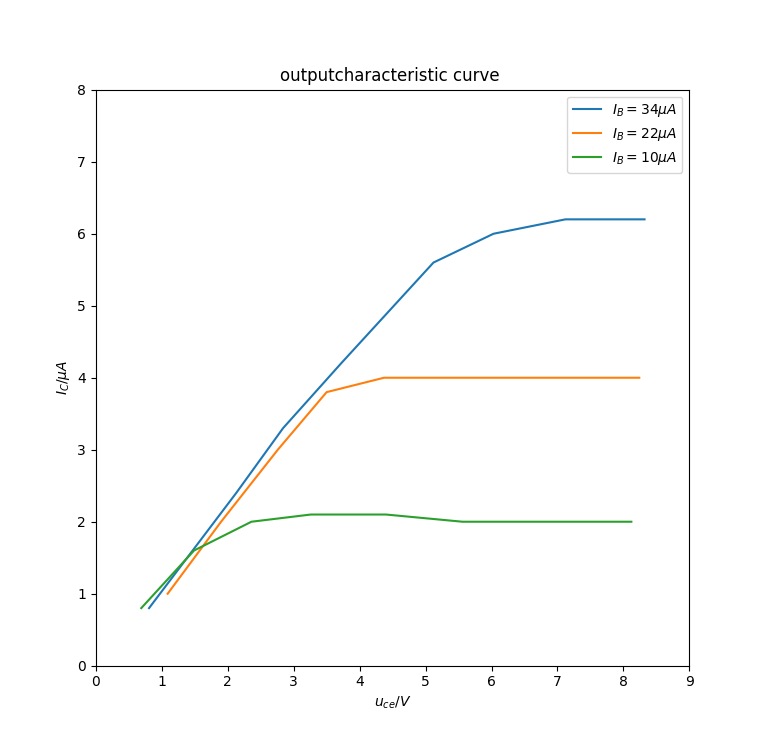 outputcharacteristic curve
I_B = 34μA
I_B = 22μA
I_B = 10μA
8
7
6
5
4
3
2
1
0
I_C/μA
0 1 2 3 4 5 6 7 8 9
u_ce/V